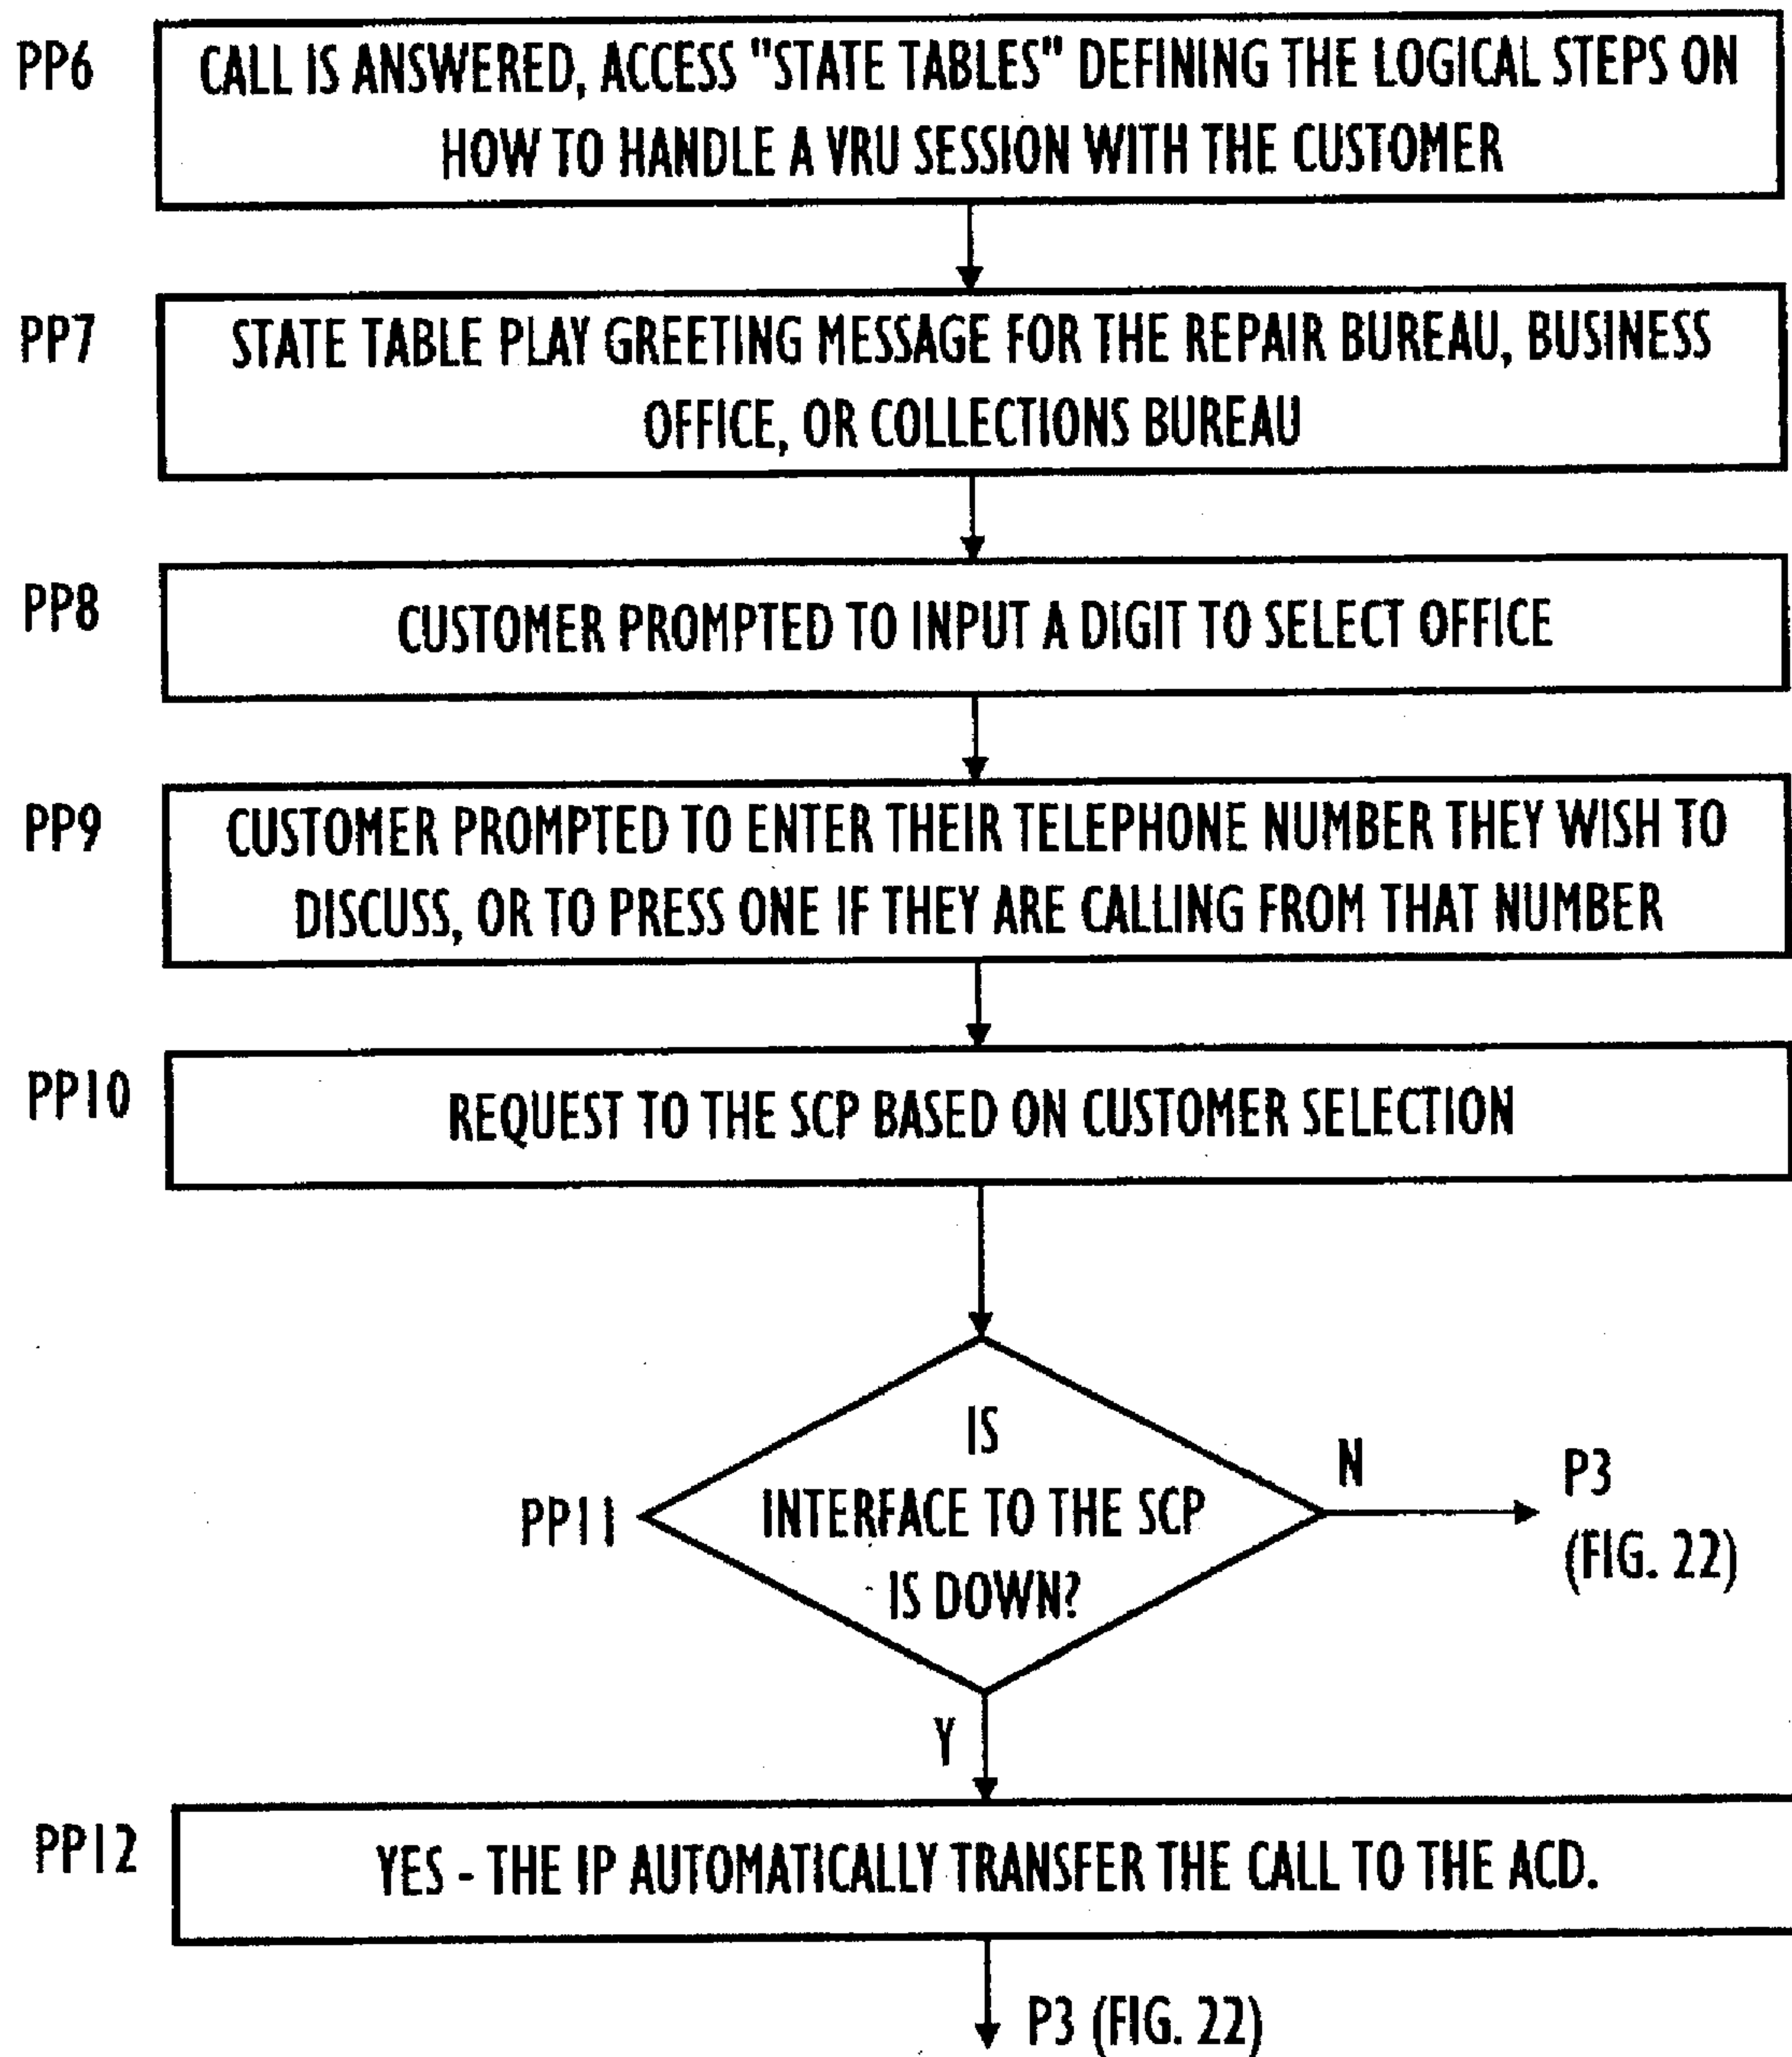 PP6
CALL IS ANSWERED, ACCESS "STATE TABLES" DEFINING THE LOGICAL STEPS ON
HOW TO HANDLE A VRU SESSION WITH THE CUSTOMER
PP7
STATE TABLE PLAY GREETING MESSAGE FOR THE REPAIR BUREAU, BUSINESS
OFFICE, OR COLLECTIONS BUREAU
PP8
CUSTOMER PROMPTED TO INPUT A DIGIT TO SELECT OFFICE
PP9
CUSTOMER PROMPTED TO ENTER THEIR TELEPHONE NUMBER THEY WISH TO
DISCUSS, OR TO PRESS ONE IF THEY ARE CALLING FROM THAT NUMBER
PP10
REQUEST TO THE SCP BASED ON CUSTOMER SELECTION
PP11
IS
INTERFACE TO THE SCP
IS DOWN?
N
P3
(FIG. 22)
Y
PP12
YES - THE IP AUTOMATICALLY TRANSFER THE CALL TO THE ACD.
P3 (FIG. 22)